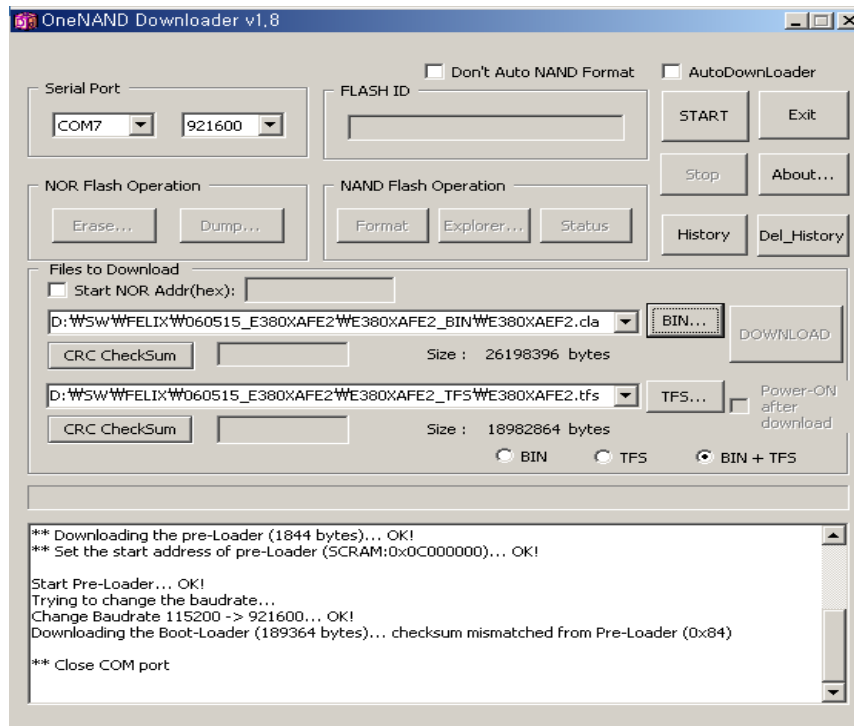 OneNAND Downloader v1,8
Don't Auto NAND Format
AutoDownLoader
Serial Port
COM7
921600
FLASH ID
START
Exit
Stop
About...
NOR Flash Operation
Erase...
Dump...
NAND Flash Operation
Format
Explorer...
Status
History
Del_History
Files to Download
Start NOR Addr(hex):
D:₩SW₩FELIX₩060515_E380XAFE2₩E380XAFE2_BIN₩E380XAEF2.cla
BIN...
DOWNLOAD
CRC CheckSum
Size : 26198396 bytes
D:₩SW₩FELIX₩060515_E380XAFE2₩E380XAFE2_TFS₩E380XAFE2.tfs
TFS...
Power-ON
after
download
CRC CheckSum
Size : 18982864 bytes
BIN
TFS
BIN + TFS
** Downloading the pre-Loader (1844 bytes)... OK!
** Set the start address of pre-Loader (SCRAM:0x0C000000)... OK!
Start Pre-Loader... OK!
Trying to change the baudrate...
Change Baudrate 115200 -> 921600... OK!
Downloading the Boot-Loader (189364 bytes)... checksum mismatched from Pre-Loader (0x84)
** Close COM port